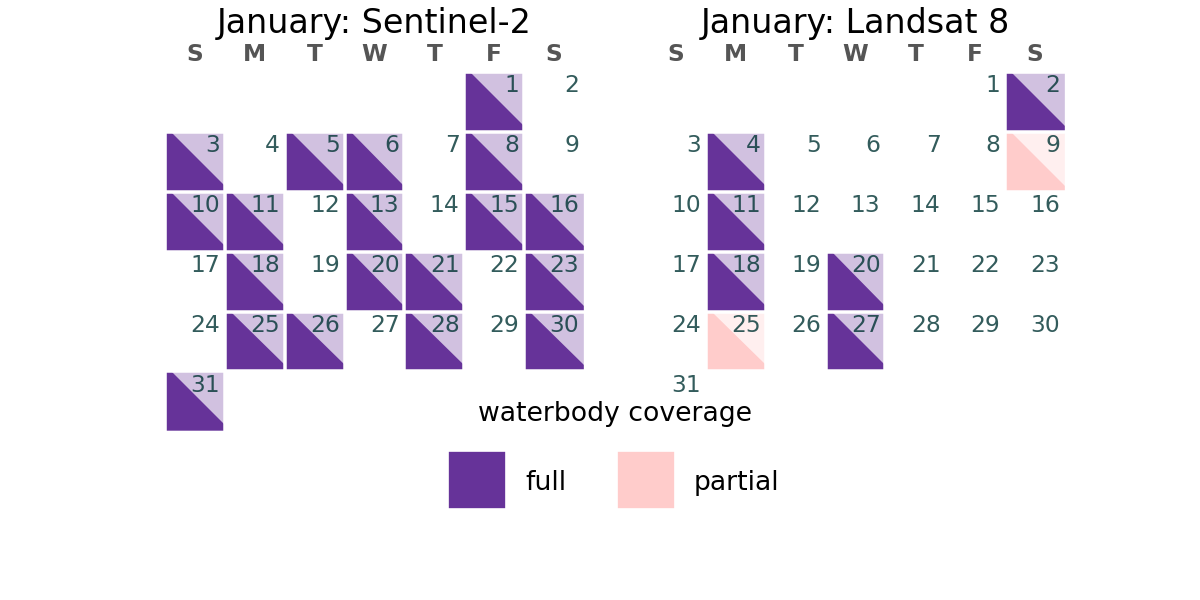 January: Sentinel-2
S M T W T F S
1 2
3 4 5 6 7 8 9
10 11 12 13 14 15 16
17 18 19 20 21 22 23
24 25 26 27 28 29 30
31
January: Landsat 8
S M T W T F S
1 2
3 4 5 6 7 8 9
10 11 12 13 14 15 16
17 18 19 20 21 22 23
24 25 26 27 28 29 30
31
waterbody coverage
full
partial